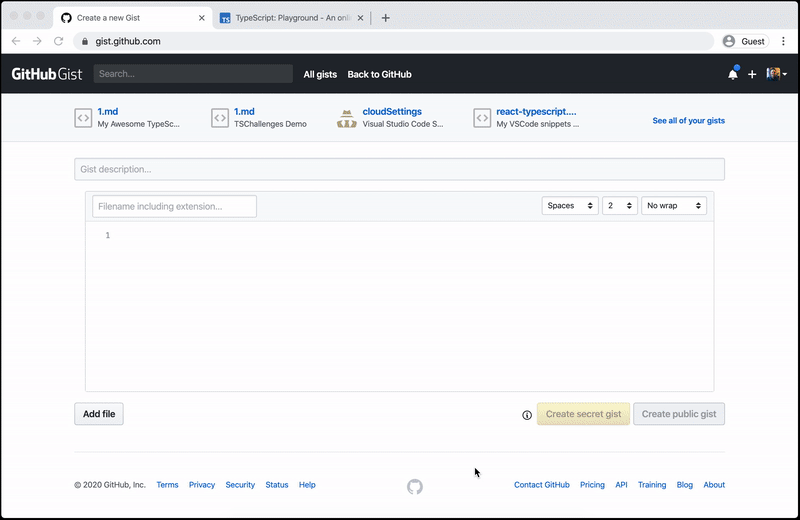 Create a new Gist
TS TypeScript: Playground - An onli
gist.github.com
Guest
GitHub Gist
Search...
All gists
Back to GitHub
1.md
My Awesome TypeSc...
1.md
TSChallenges Demo
cloudSettings
Visual Studio Code S...
react-typescript....
My VSCode snippets ...
See all of your gists
Gist description...
Filename including extension...
Spaces
2
No wrap
1
Add file
Create secret gist
Create public gist
© 2020 GitHub, Inc.
Terms
Privacy
Security
Status
Help
Contact GitHub
Pricing
API
Training
Blog
About